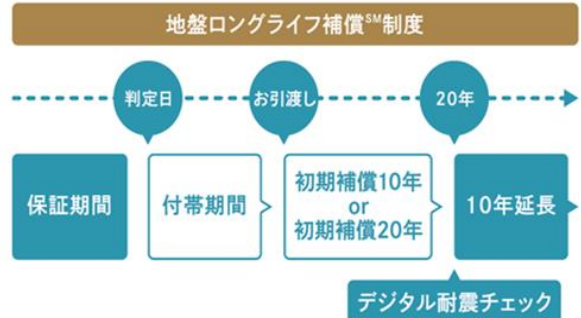 地盤ロングライフ補償℠制度
判定日
お引渡し
20年
保証期間
付帯期間
初期補償10年
or
初期補償20年
10年延長
デジタル耐震チェック